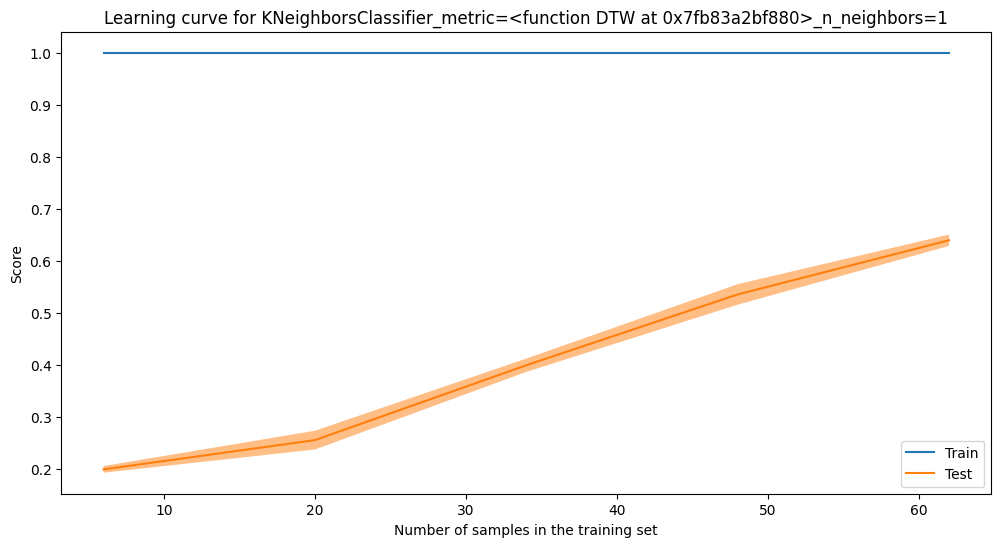 Learning curve for KNeighborsClassifier_metric=<function DTW at 0x7fb83a2bf880>_n_neighbors=1
1.0
0.9
0.8
0.7
0.6
0.5
0.4
0.3
0.2
Score
10 20 30 40 50 60
Number of samples in the training set
Train
Test